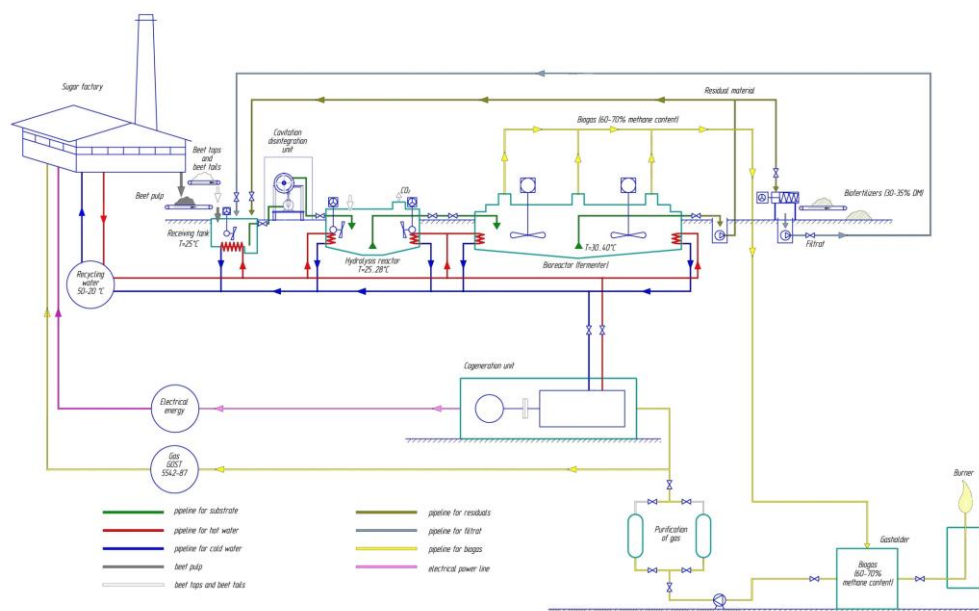 Sugar factory
Beet tops
and
beet tails
Beet pulp
Cavitation
disintegration
unit
CO₂
Residual material
Biogas (60-70% methane content)
Biofertilizers (30-35% DM)
Receiving tank
T=25°C
Hydrolysis reactor
T=25..28°C
T=30..40°C
Bioreactor (fermenter)
Filtrat
Recycling
water
50-20 °C
Cogeneration unit
Electrical
energy
Gas
GOST
5542-87
Burner
Purification
of gas
Gasholder
Biogas
(60-70%
methane content)
pipeline for substrate
pipeline for hot water
pipeline for cold water
beet pulp
beet tops and beet tails
pipeline for residuals
pipeline for filtrat
pipeline for biogas
electrical power line